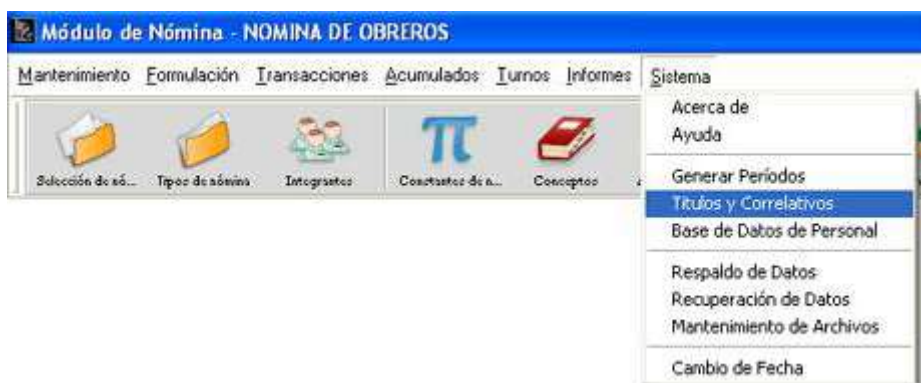 Módulo de Nómina - NOMINA DE OBREROS
Mantenimiento Formulación Transacciones Acumulados Turnos Informes Sistema
Selección de nó... Tipos de nómina Integrantes Constantes de n... Conceptos
Acerca de
Ayuda
Generar Períodos
Titulos y Correlativos
Base de Datos de Personal
Respaldo de Datos
Recuperación de Datos
Mantenimiento de Archivos
Cambio de Fecha